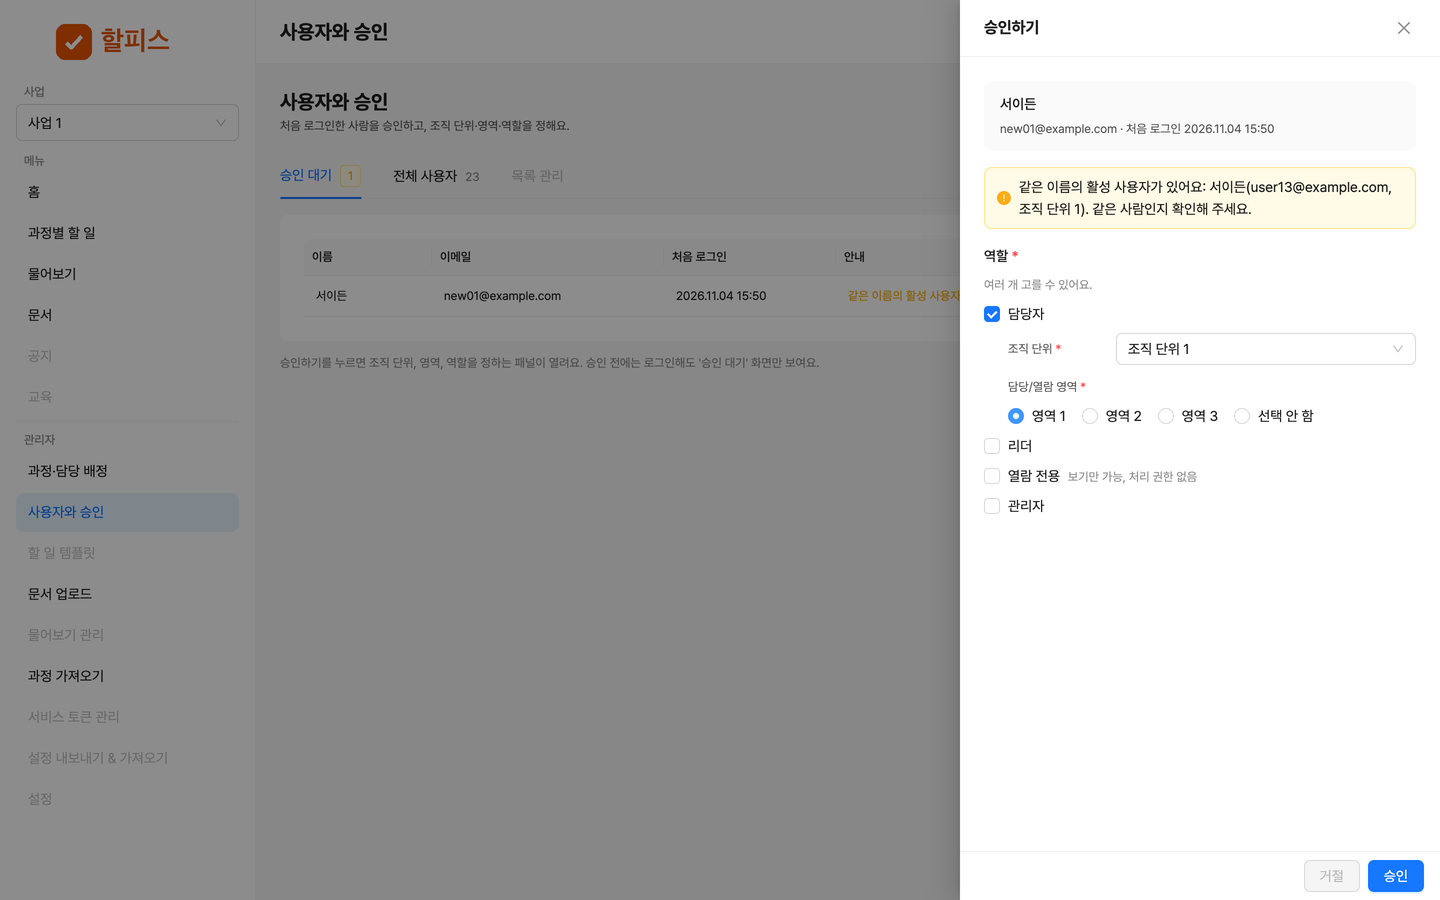 할피스
사업
사업 1
메뉴
홈
과정별 할 일
물어보기
문서
공지
교육
관리자
과정·담당 배정
사용자와 승인
할 일 템플릿
문서 업로드
물어보기 관리
과정 가져오기
서비스 토큰 관리
설정 내보내기 & 가져오기
설정
사용자와 승인
사용자와 승인
처음 로그인한 사람을 승인하고, 조직 단위·영역·역할을 정해요.
승인 대기 1 전체 사용자 23 목록 관리
이름 이메일 처음 로그인 안내
서이든 new01@example.com 2026.11.04 15:50 같은 이름의 활성 사용자
승인하기를 누르면 조직 단위, 영역, 역할을 정하는 패널이 열려요. 승인 전에는 로그인해도 '승인 대기' 화면만 보여요.
승인하기
서이든
new01@example.com · 처음 로그인 2026.11.04 15:50
같은 이름의 활성 사용자가 있어요: 서이든(user13@example.com,
조직 단위 1). 같은 사람인지 확인해 주세요.
역할 *
여러 개 고를 수 있어요.
담당자
조직 단위 * 조직 단위 1
담당/열람 영역 *
영역 1 영역 2 영역 3 선택 안 함
리더
열람 전용 보기만 가능, 처리 권한 없음
관리자
거절 승인